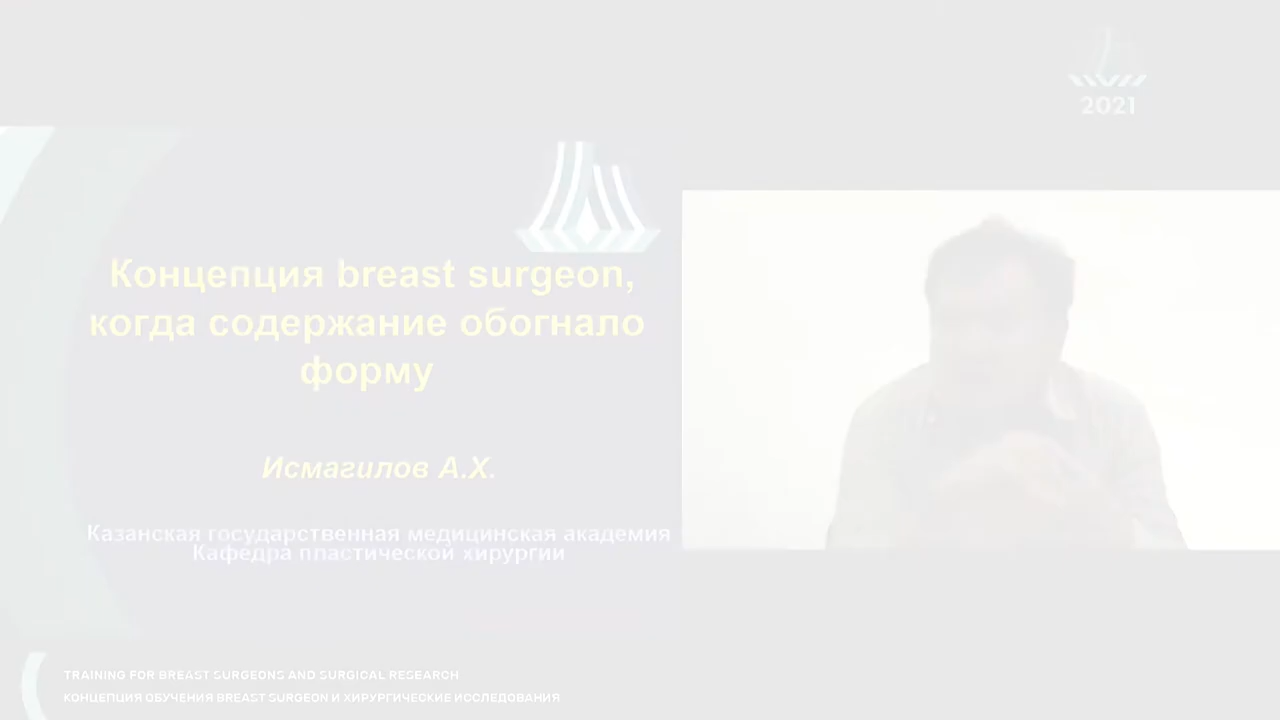 2021
Концепция breast surgeon,
когда содержание обогнало
форму
Исмагилов А.Х.
Казанская государственная медицинская академия
Кафедра пластической хирургии
TRAINING FOR BREAST SURGEONS AND SURGICAL RESEARCH
КОНЦЕПЦИЯ ОБУЧЕНИЯ BREAST SURGEON И ХИРУРГИЧЕСКИЕ ИССЛЕДОВАНИЯ